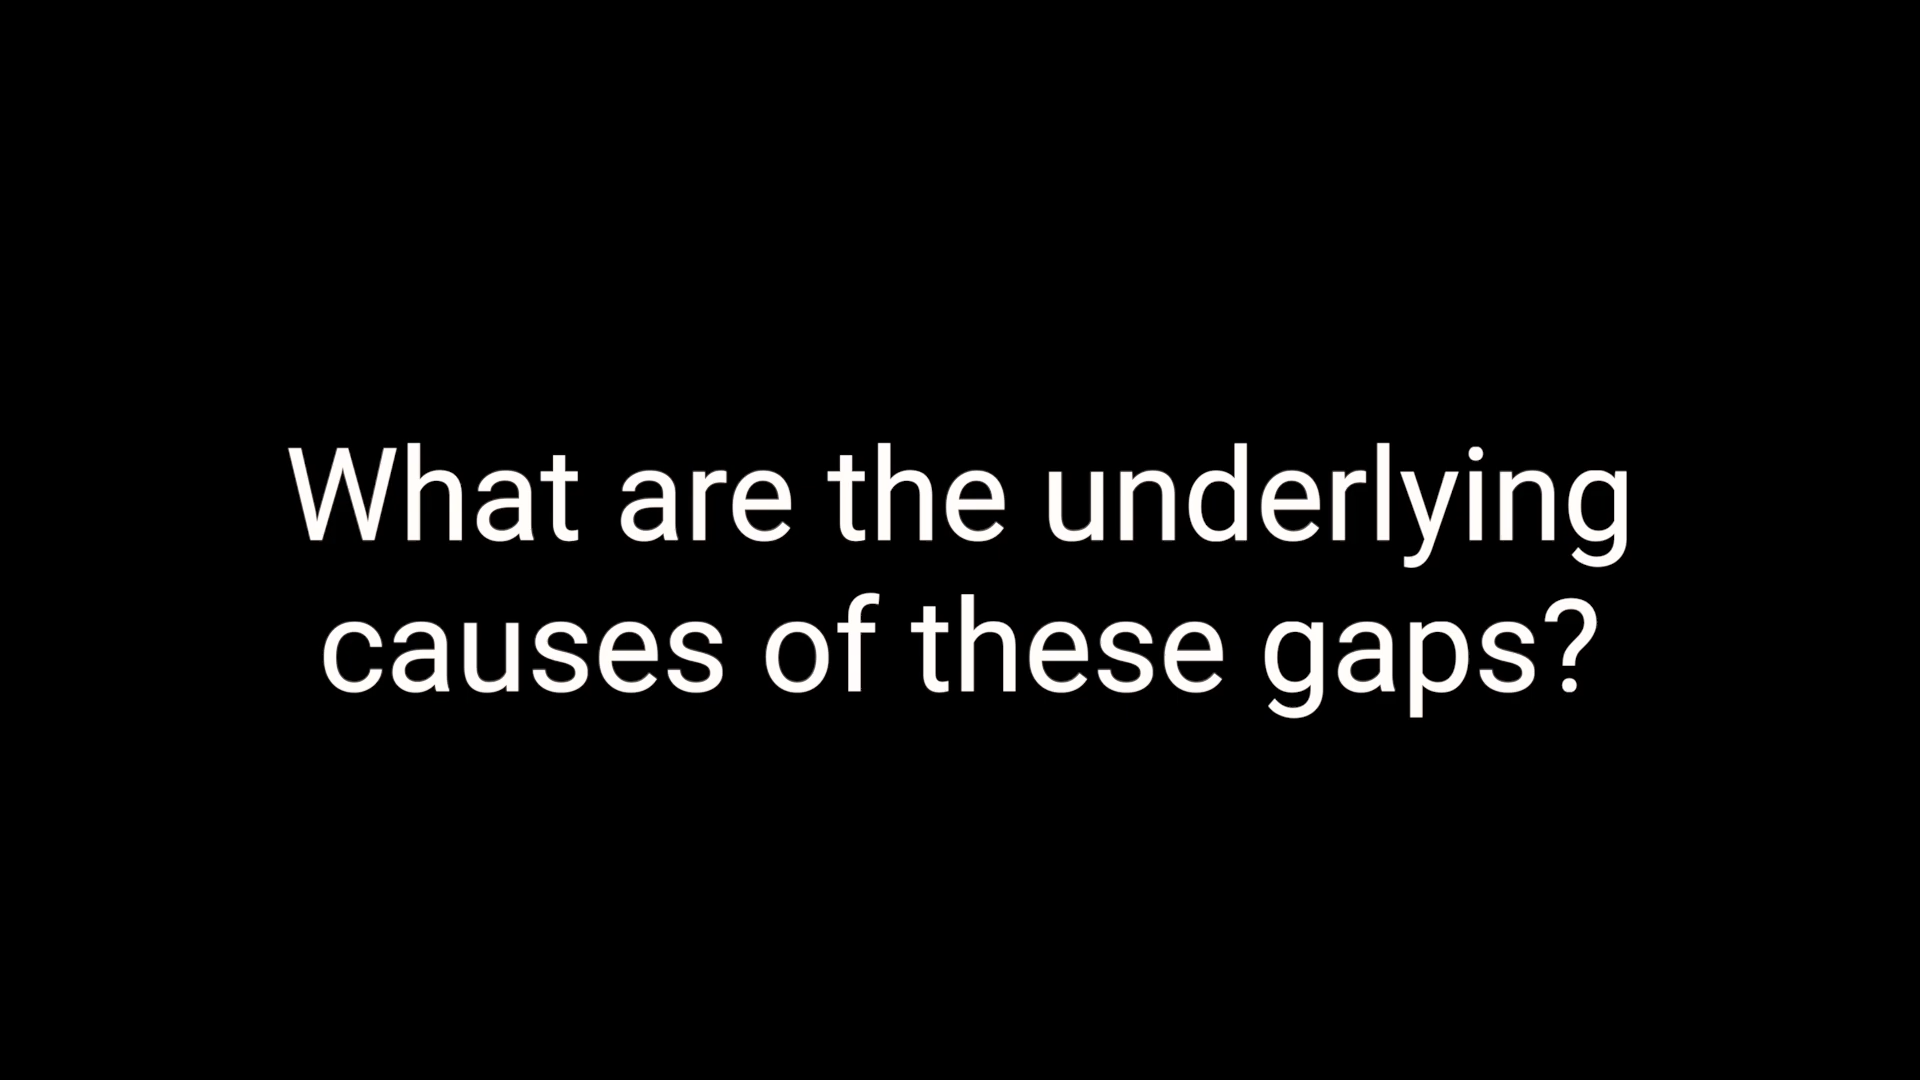 What are the underlying
causes of these gaps?